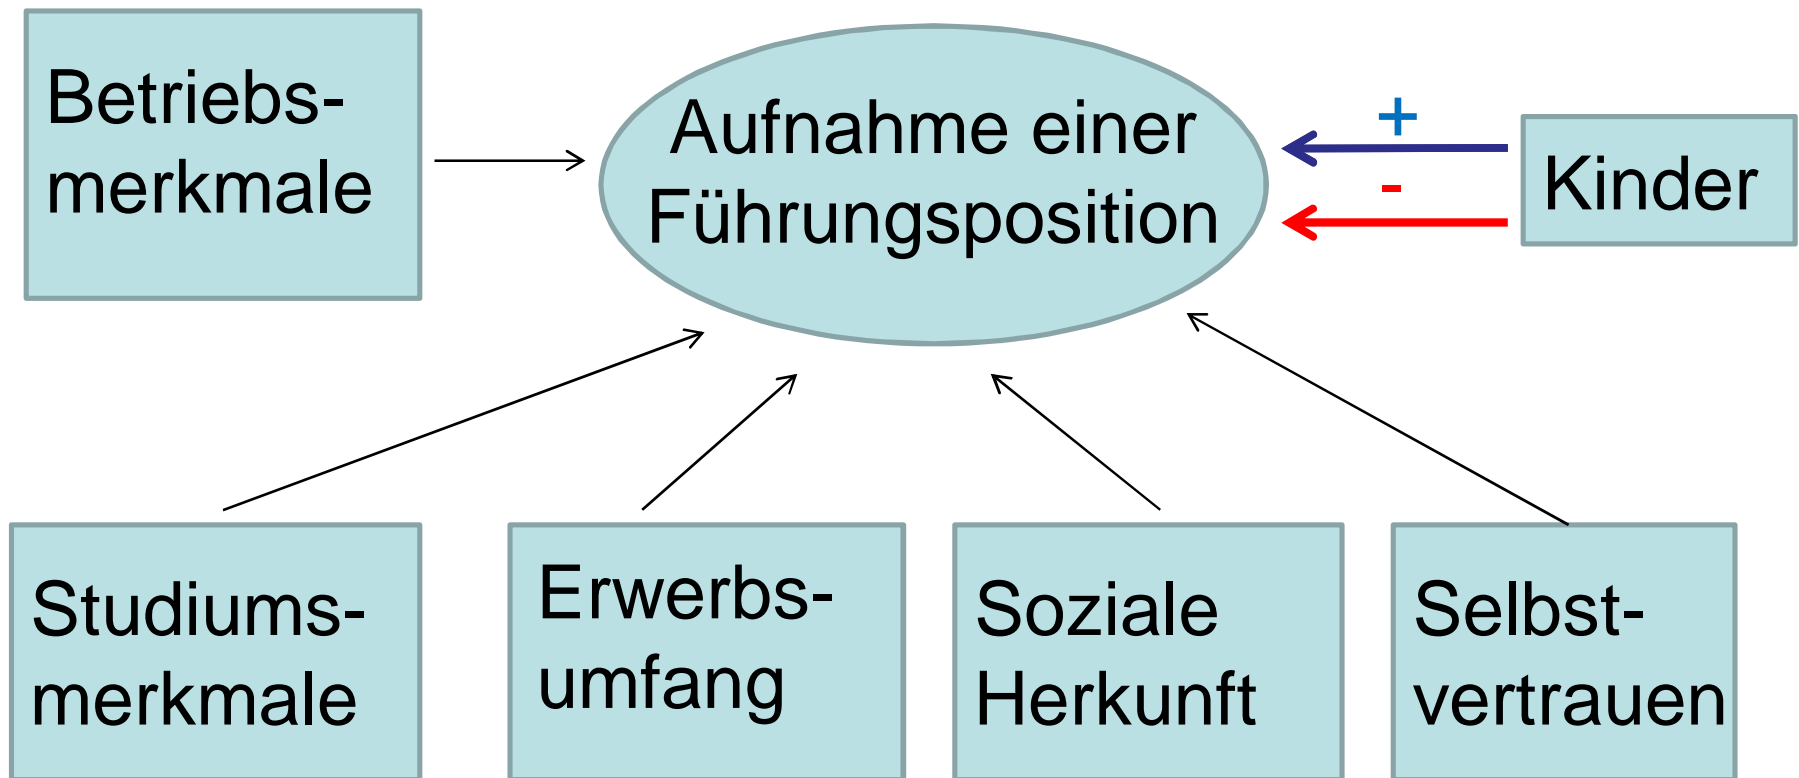 Betriebs-
merkmale
Aufnahme einer
Führungsposition
+
-
Kinder
Studiums-
merkmale
Erwerbs-
umfang
Soziale
Herkunft
Selbst-
vertrauen